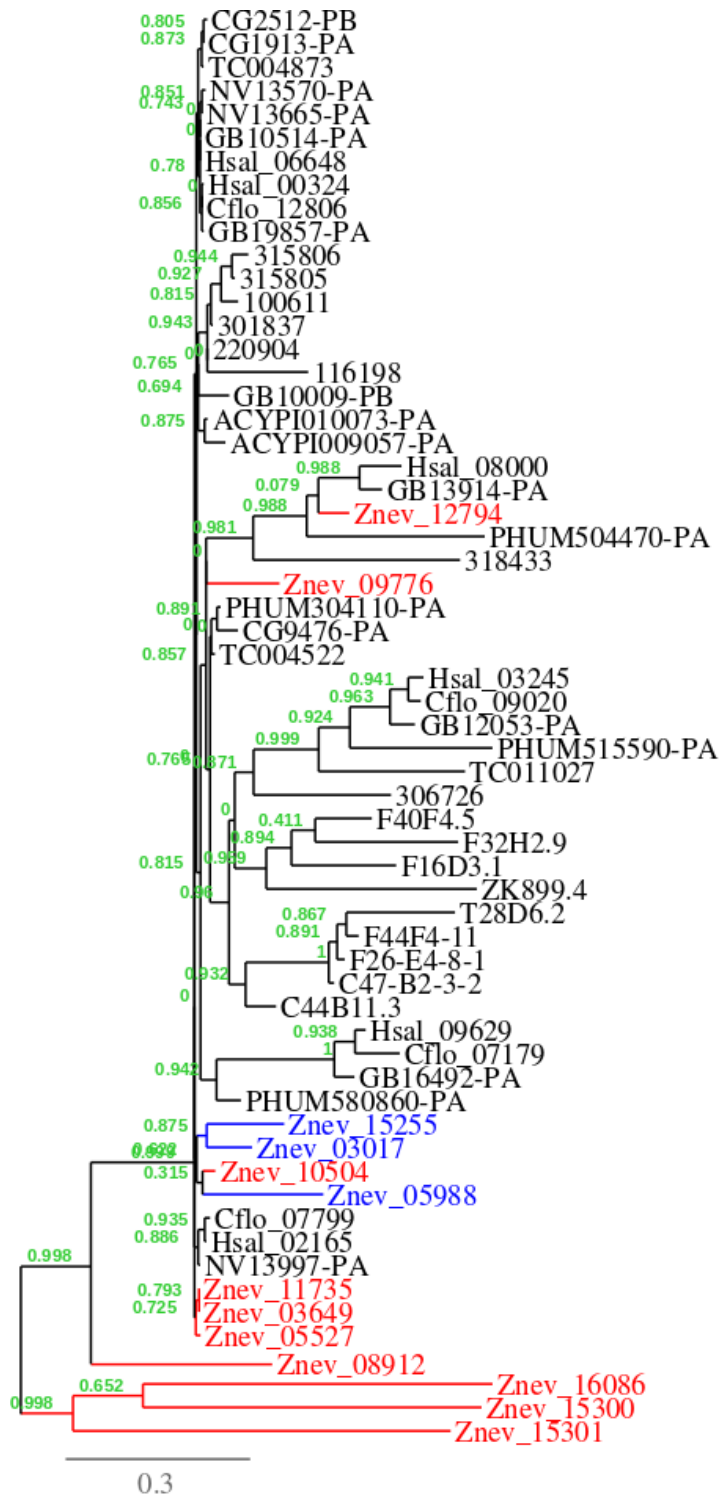 0.805 CG2512-PB
0.873 CG1913-PA
TC004873
0.851 NV13570-PA
0.743 0 NV13665-PA
0 GB10514-PA
0.78 Hsal_06648
0 Hsal_00324
0.856 Cflo_12806
GB19857-PA
0.944 315806
0.927 315805
0.815 100611
0.943 301837
0 0 220904
0.765 116198
0.694 GB10009-PB
0.875 ACYPI010073-PA
ACYPI009057-PA
0.988 Hsal_08000
0.079 GB13914-PA
0.988 Znev_12794
0.981 PHUM504470-PA
0 318433
Znev_09776
0.891 PHUM304110-PA
0 0 CG9476-PA
0.857 TC004522
0.941 Hsal_03245
0.963 Cflo_09020
0.924 GB12053-PA
0.999 PHUM515590-PA
0 TC011027
306726
0 0.411 F40F4.5
0.894 F32H2.9
0.815 F16D3.1
0.96 ZK899.4
0.867 T28D6.2
0.891 F44F4-11
1 F26-E4-8-1
0.932 C47-B2-3-2
0 C44B11.3
0.938 Hsal_09629
1 Cflo_07179
0.942 GB16492-PA
PHUM580860-PA
0.875 Znev_15255
Znev_03017
0.315 Znev_10504
Znev_05988
0.935 Cflo_07799
0.886 Hsal_02165
0.998 NV13997-PA
0.793 Znev_11735
0.725 Znev_03649
Znev_05527
Znev_08912
0.652 Znev_16086
0.998 Znev_15300
Znev_15301
0.3